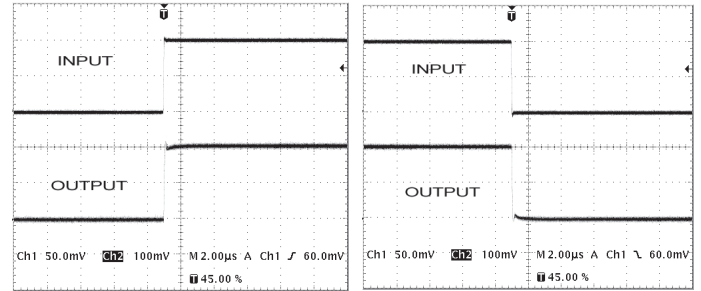 T
INPUT
OUTPUT
Ch1 50.0mV Ch2 100mV M 2.00µs A Ch1 ʃ 60.0mV
T 45.00 %
T
INPUT
OUTPUT
Ch1 50.0mV Ch2 100mV M 2.00µs A Ch1 ʅ 60.0mV
T 45.00 %